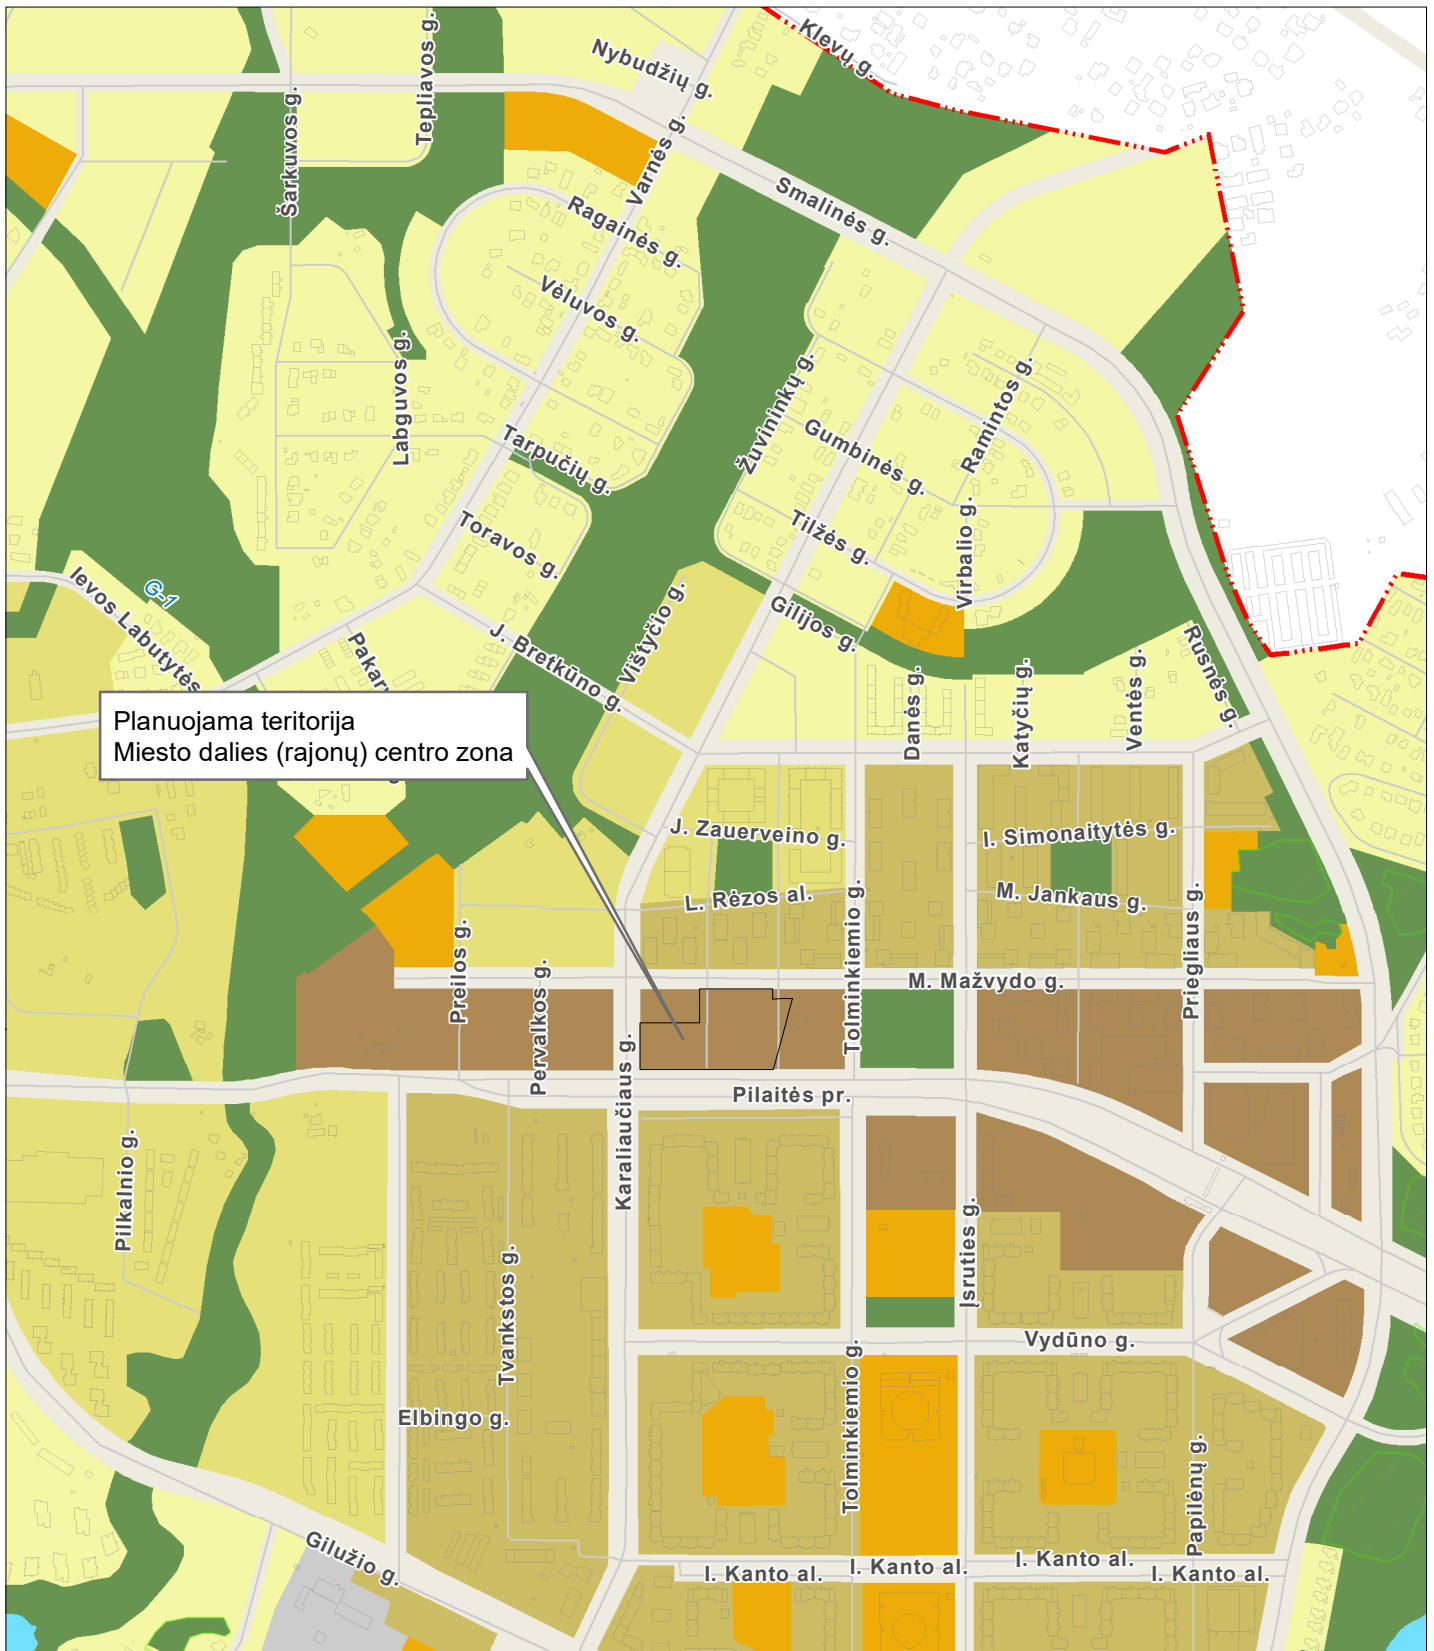 Klevų g.
Nybudžių g.
Tepliavos g.
Šarkuvos g.
Varnės g.
Smalinės g.
Ragainės g.
Vėluvos g.
Labguvos g.
Žuvininkų g.
Ramintos g.
Gumbinės g.
Tarpučių g.
Toravos g.
Tilžės g.
Virbalio g.
G-1
Ievos Labutytės
Vištyčio g.
Gilijos g.
J. Bretkūno g.
Rusnės g.
Danės g.
Katyčių g.
Ventės g.
Planuojama teritorija
Miesto dalies (rajonų) centro zona
J. Zauerveino g.
I. Simonaitytės g.
L. Rėzos al.
M. Jankaus g.
Tolminkiemio g.
Priegliaus g.
Preilos g.
Pervalkos g.
M. Mažvydo g.
Karaliaučiaus g.
Pilaitės pr.
Pilkalnio g.
Tvankstos g.
Įsruties g.
Vydūno g.
Elbingo g.
Tolminkiemio g.
Papilėnų g.
Gilužio g.
I. Kanto al.
I. Kanto al.
I. Kanto al.
I. Kanto al.